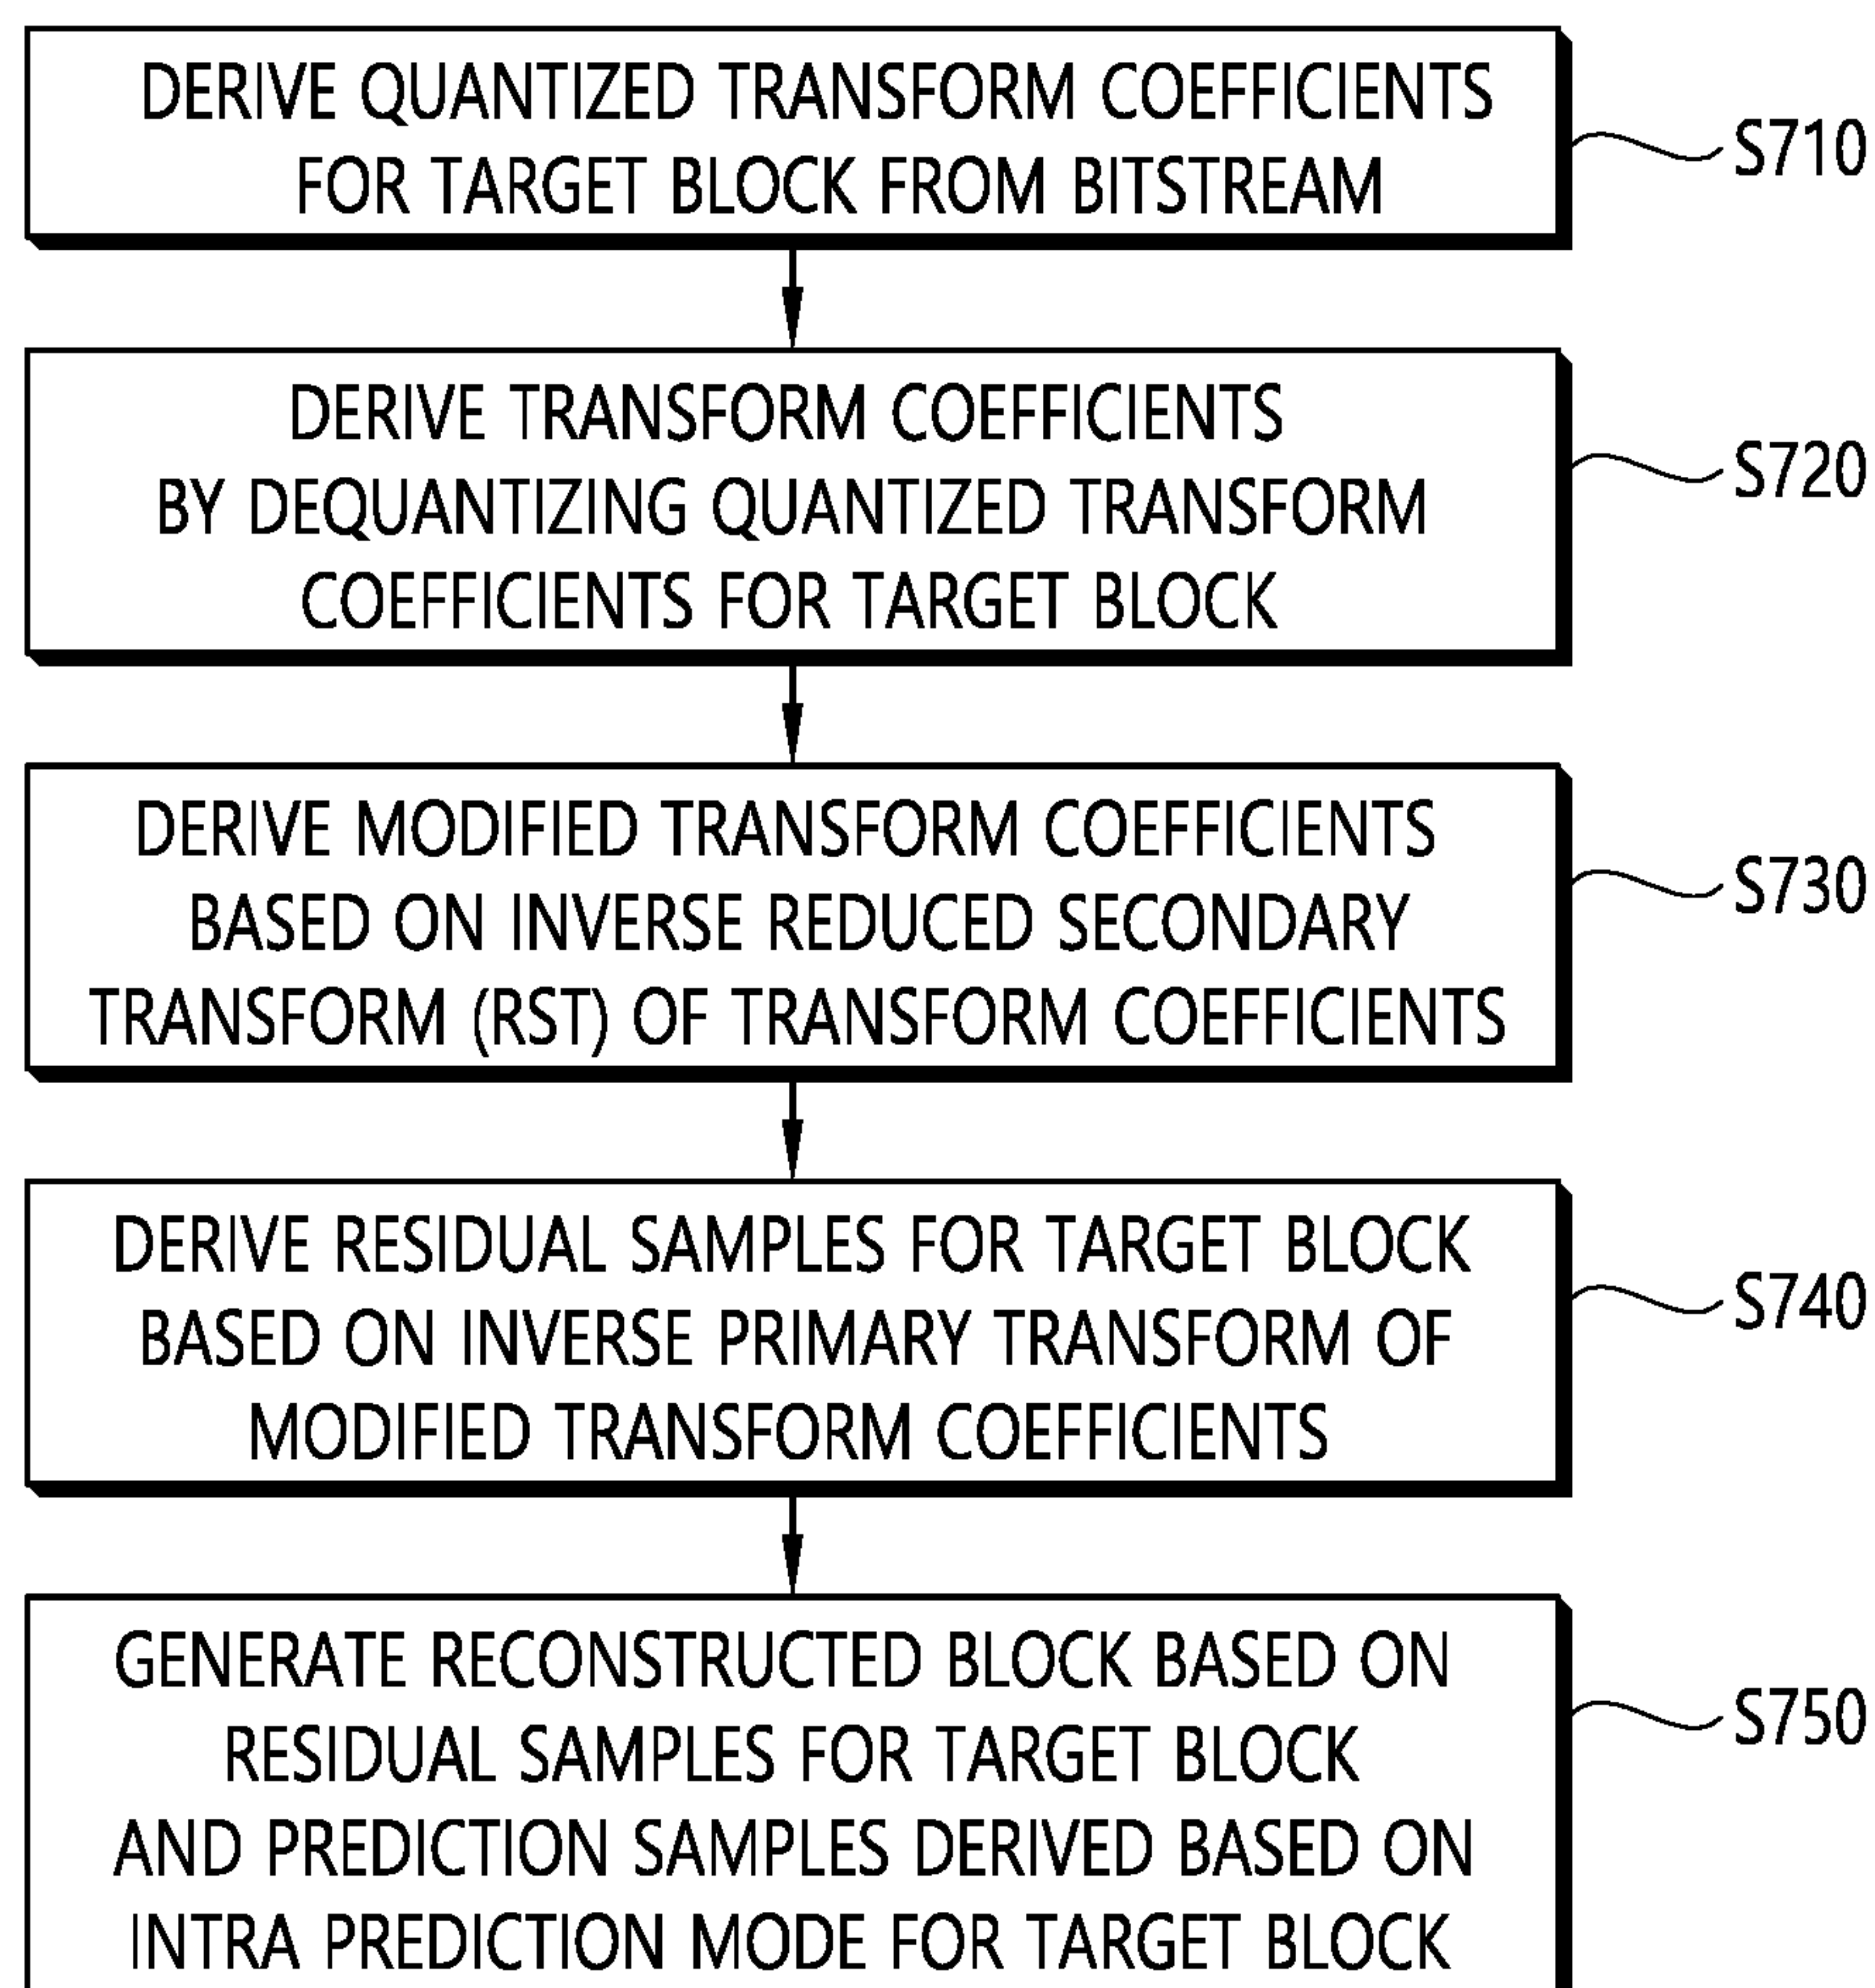 DERIVE QUANTIZED TRANSFORM COEFFICIENTS
FOR TARGET BLOCK FROM BITSTREAM
S710
DERIVE TRANSFORM COEFFICIENTS
BY DEQUANTIZING QUANTIZED TRANSFORM
COEFFICIENTS FOR TARGET BLOCK
S720
DERIVE MODIFIED TRANSFORM COEFFICIENTS
BASED ON INVERSE REDUCED SECONDARY
TRANSFORM (RST) OF TRANSFORM COEFFICIENTS
S730
DERIVE RESIDUAL SAMPLES FOR TARGET BLOCK
BASED ON INVERSE PRIMARY TRANSFORM OF
MODIFIED TRANSFORM COEFFICIENTS
S740
GENERATE RECONSTRUCTED BLOCK BASED ON
RESIDUAL SAMPLES FOR TARGET BLOCK
AND PREDICTION SAMPLES DERIVED BASED ON
INTRA PREDICTION MODE FOR TARGET BLOCK
S750